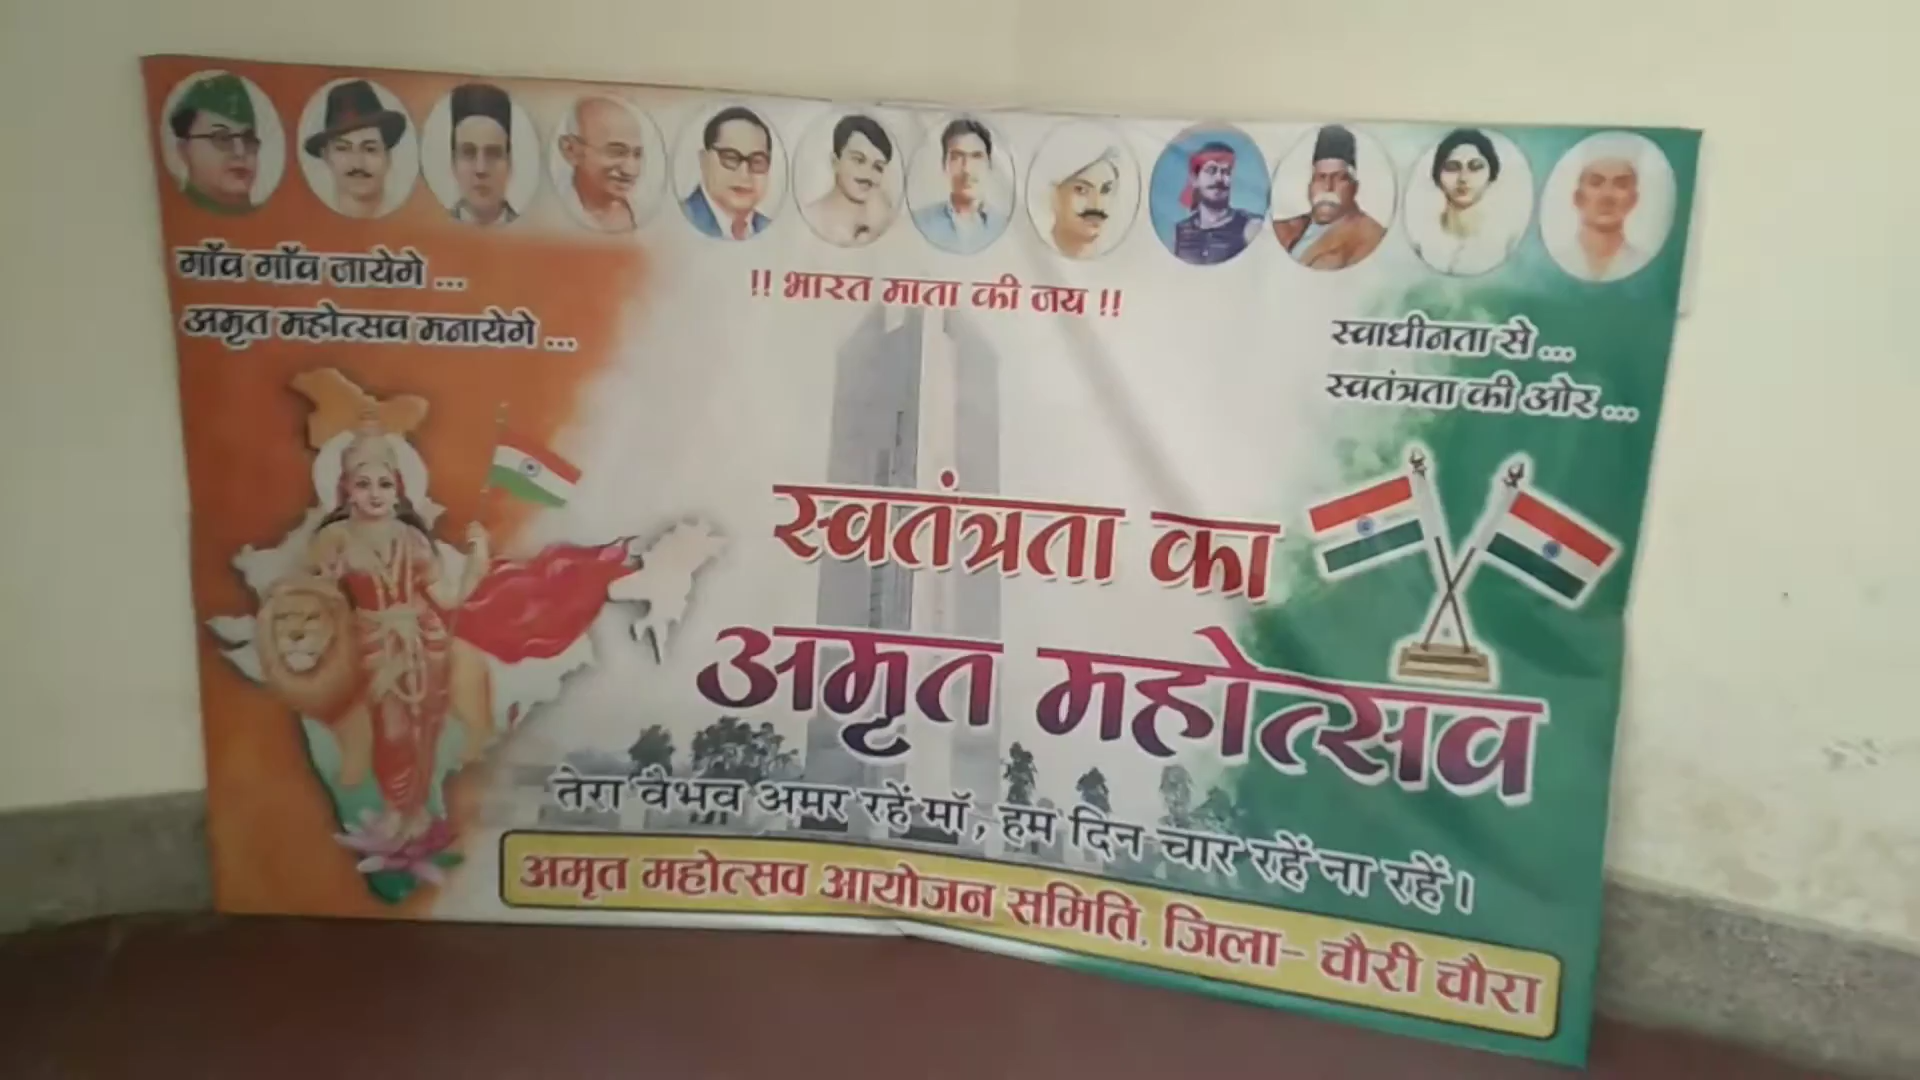 !! भारत माता की जय !!
गाॅव गाॅव जायेगे ...
अमृत महोत्सव मनायेगे ...
स्वाधीनता से ...
स्वतंत्रता की ओर ...
स्वतंत्रता का
अमृत महोत्सव
तेरा वैभव अमर रहें माॅ, हम दिन चार रहें ना रहें।
अमृत महोत्सव आयोजन समिति, जिला- चौरी चौरा